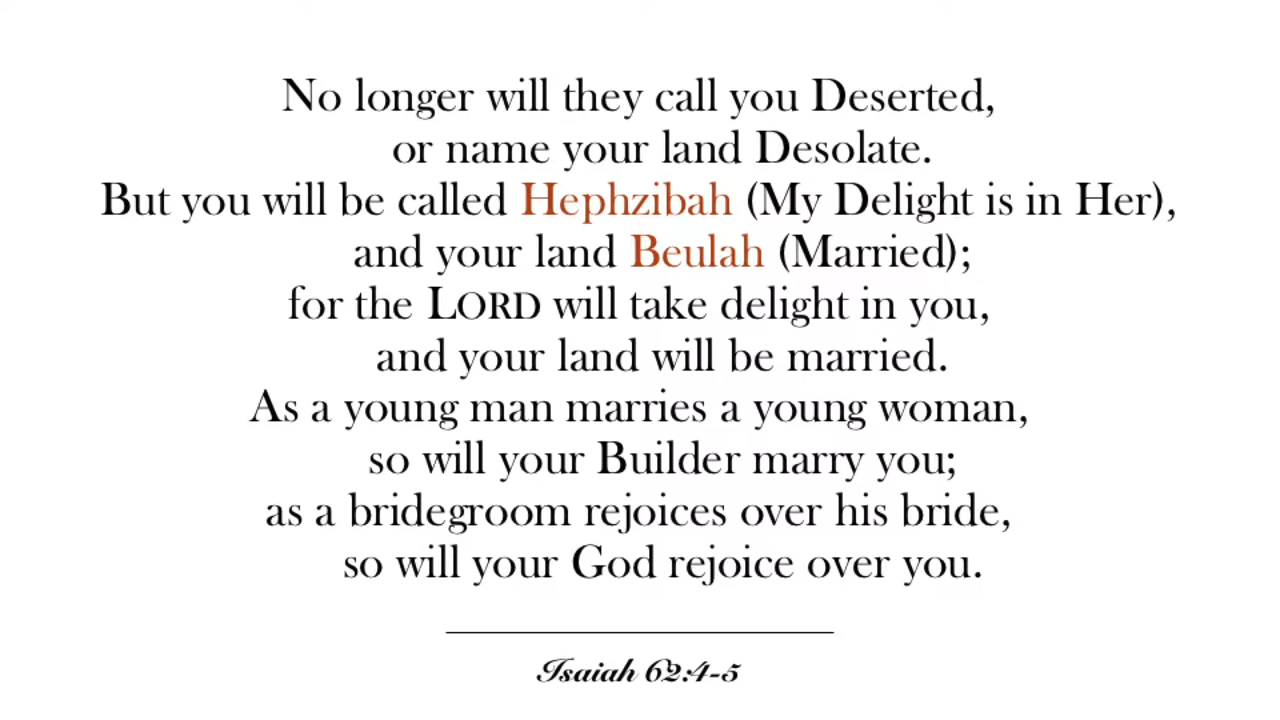 No longer will they call you Deserted,
or name your land Desolate.
But you will be called Hephzibah (My Delight is in Her),
and your land Beulah (Married);
for the LORD will take delight in you,
and your land will be married.
As a young man marries a young woman,
so will your Builder marry you;
as a bridegroom rejoices over his bride,
so will your God rejoice over you.
Isaiah 62:4-5